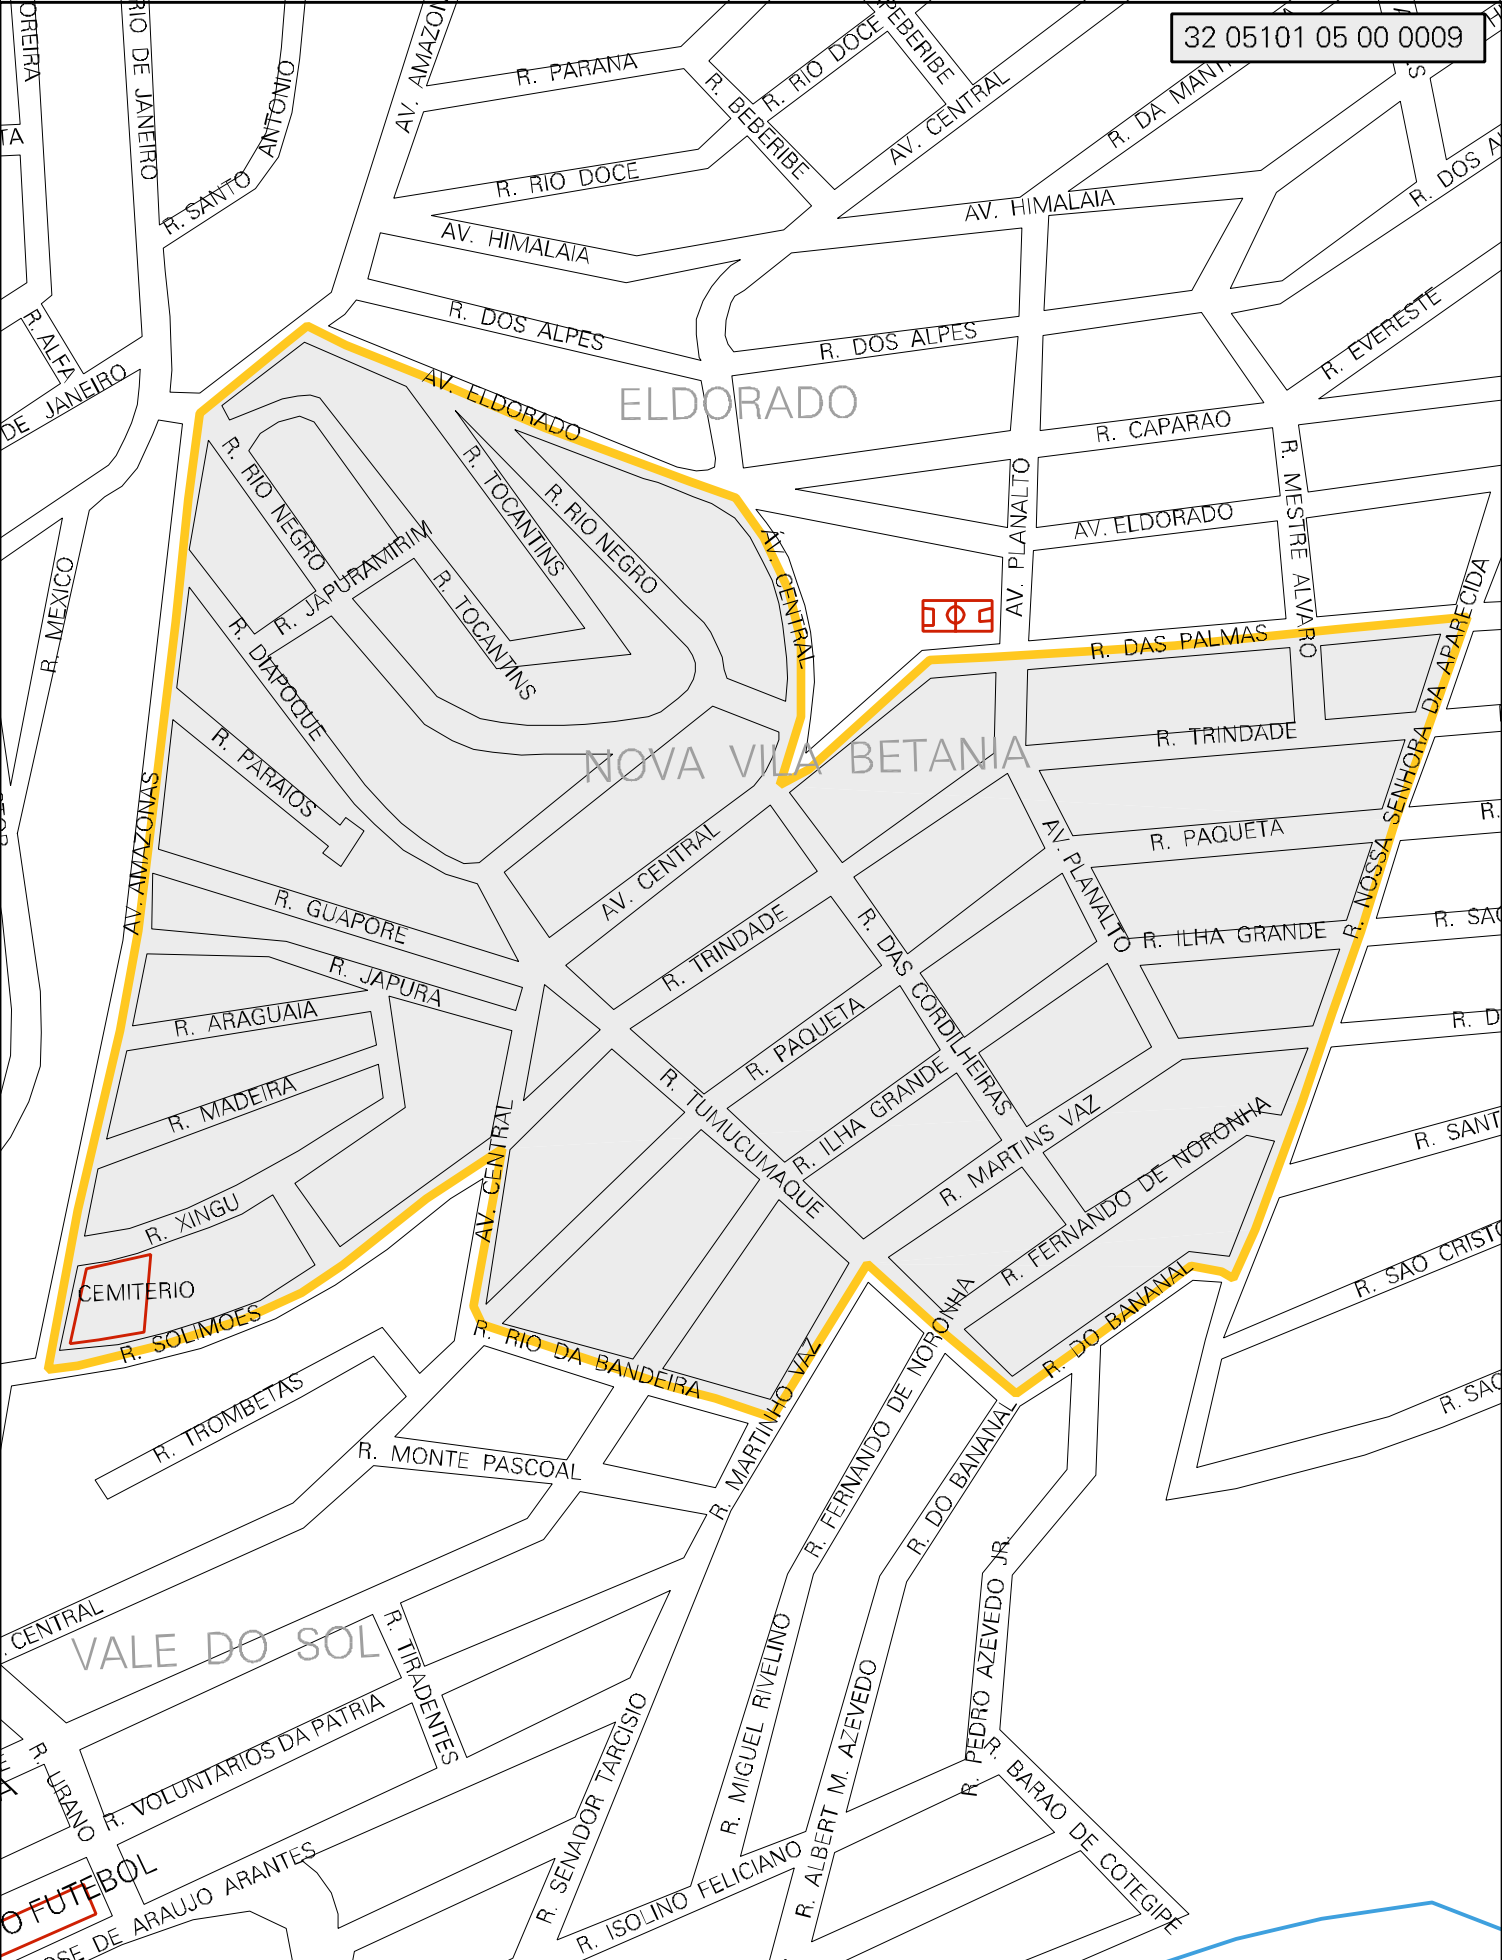 32 05101 05 00 0009
RIO DE JANEIRO
ANTONIO
R. SANTO
R. PARANA
R. BEBERIBE
R. RIO DOCE
AV. CENTRAL
R. RIO DOCE
AV. HIMALAIA
AV. HIMALAIA
R. ALFA
DE JANEIRO
R. DOS ALPES
R. DOS ALPES
R. EVERESTE
AV. ELDORADO
ELDORADO
R. CAPARAO
R. MESTRE ALVARO
AV. PLANALTO
AV. ELDORADO
R. RIO NEGRO
R. TOCANTINS
R. RIO NEGRO
R. JAPURAMIRIM
R. TOCANTINS
AV. CENTRAL
R. MEXICO
R. DIAPOQUE
R. DAS PALMAS
R. NOSSA SENHORA DA APARECIDA
R. TRINDADE
NOVA VILA BETANIA
R. PARAIOS
AV. AMAZONAS
R. PAQUETA
AV. PLANALTO
AV. CENTRAL
R. GUAPORE
R. TRINDADE
R. DAS CORDILHEIRAS
R. ILHA GRANDE
R. JAPURA
R. ARAGUAIA
R. PAQUETA
R. MADEIRA
R. TUMUCUMAQUE
R. ILHA GRANDE
R. MARTINS VAZ
R. FERNANDO DE NORONHA
AV. CENTRAL
R. XINGU
CEMITERIO
R. SOLIMOES
R. RIO DA BANDEIRA
R. MARTINHO VAZ
R. FERNANDO DE NORONHA
R. DO BANANAL
R. SAO CRISTO
R. TROMBETAS
R. MONTE PASCOAL
R. DO BANANAL
R. PEDRO AZEVEDO JR.
CENTRAL
VALE DO SOL
R. TIRADENTES
R. VOLUNTARIOS DA PATRIA
R. URANO
R. SENADOR TARCISIO
R. MIGUEL RIVELINO
R. ALBERT M. AZEVEDO
R. BARAO DE COTEGIPE
R. ISOLINO FELICIANO
O FUTEBOL
DE ARAUJO ARANTES